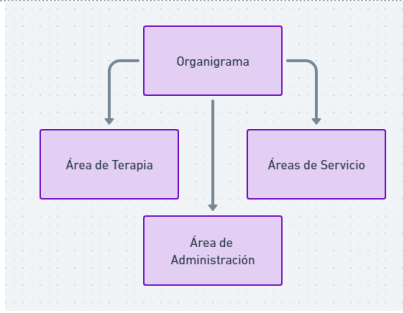 Organigrama
Área de Terapia
Áreas de Servicio
Área de
Administración